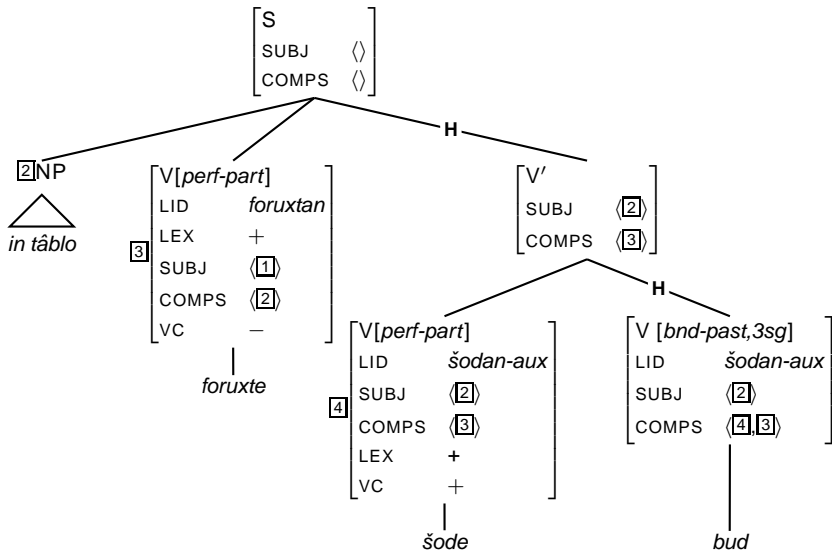 S
SUBJ ⟨⟩
COMPS ⟨⟩
H
2 NP
in tâblo
3
V[perf-part]
LID foruxtan
LEX +
SUBJ ⟨1⟩
COMPS ⟨2⟩
VC −
foruxte
V′
SUBJ ⟨2⟩
COMPS ⟨3⟩
H
4
V[perf-part]
LID šodan-aux
SUBJ ⟨2⟩
COMPS ⟨3⟩
LEX +
VC +
šode
V [bnd-past,3sg]
LID šodan-aux
SUBJ ⟨2⟩
COMPS ⟨4,3⟩
bud